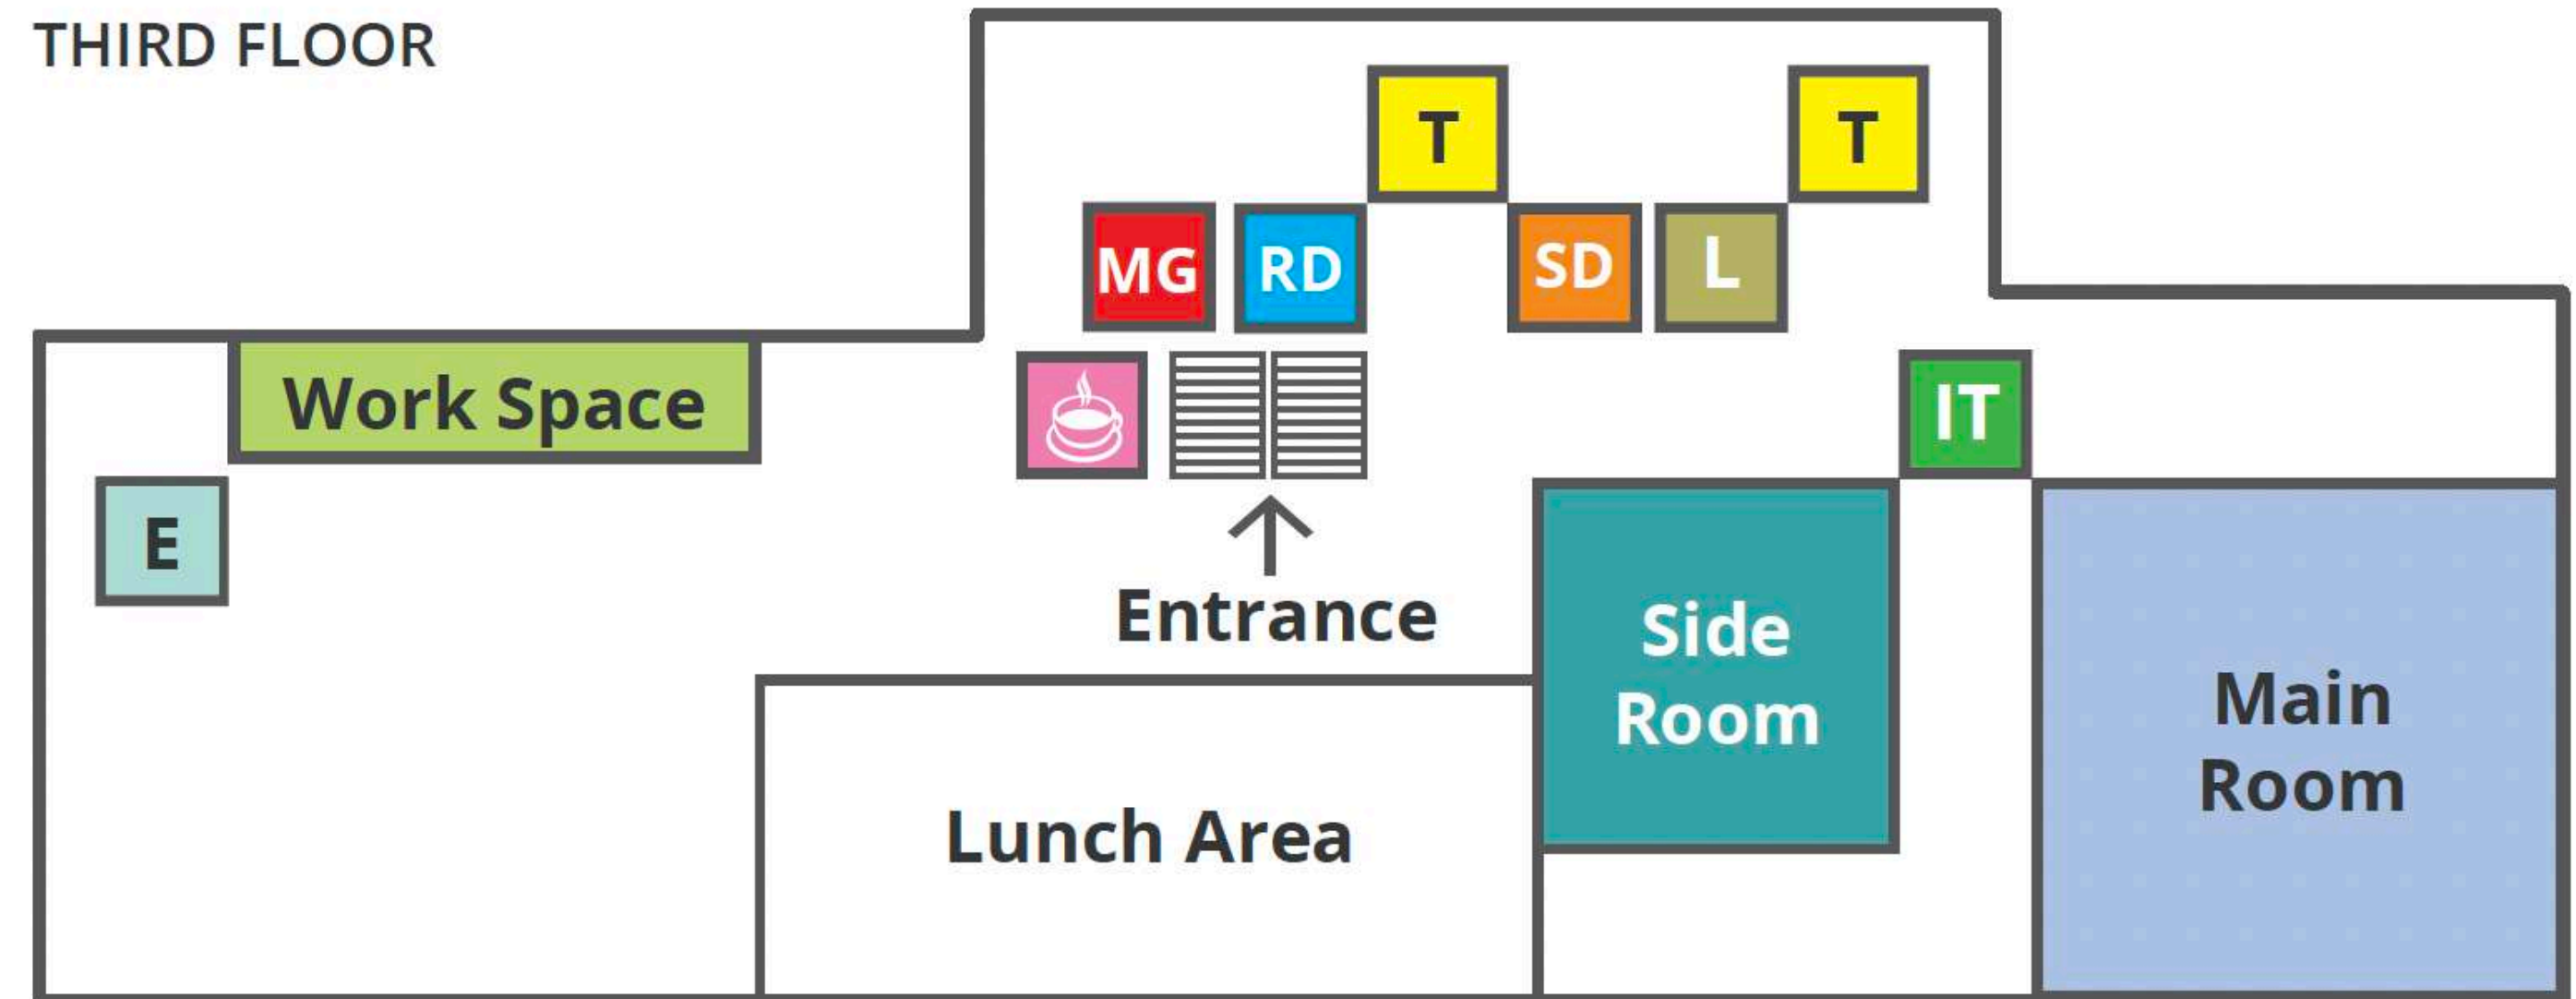 THIRD FLOOR
T
T
MG
RD
SD
L
Work Space
IT
E
Entrance
Side
Room
Main
Room
Lunch Area